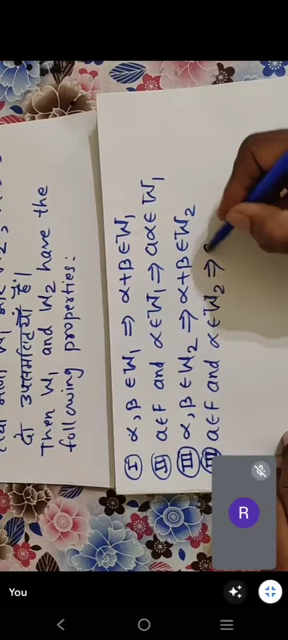 दो उपसमष्टियाँ हैं।
Then W₁ and W₂ have the
following properties:
Ⓘ α, β ∈ W₁ ⇒ α+β ∈ W₁
Ⓘⓘ a∈F and α∈W₁ ⇒ aα∈W₁
Ⓘⓘⓘ α, β ∈ W₂ ⇒ α+β ∈ W₂
a∈F and α∈W₂ ⇒
R
You